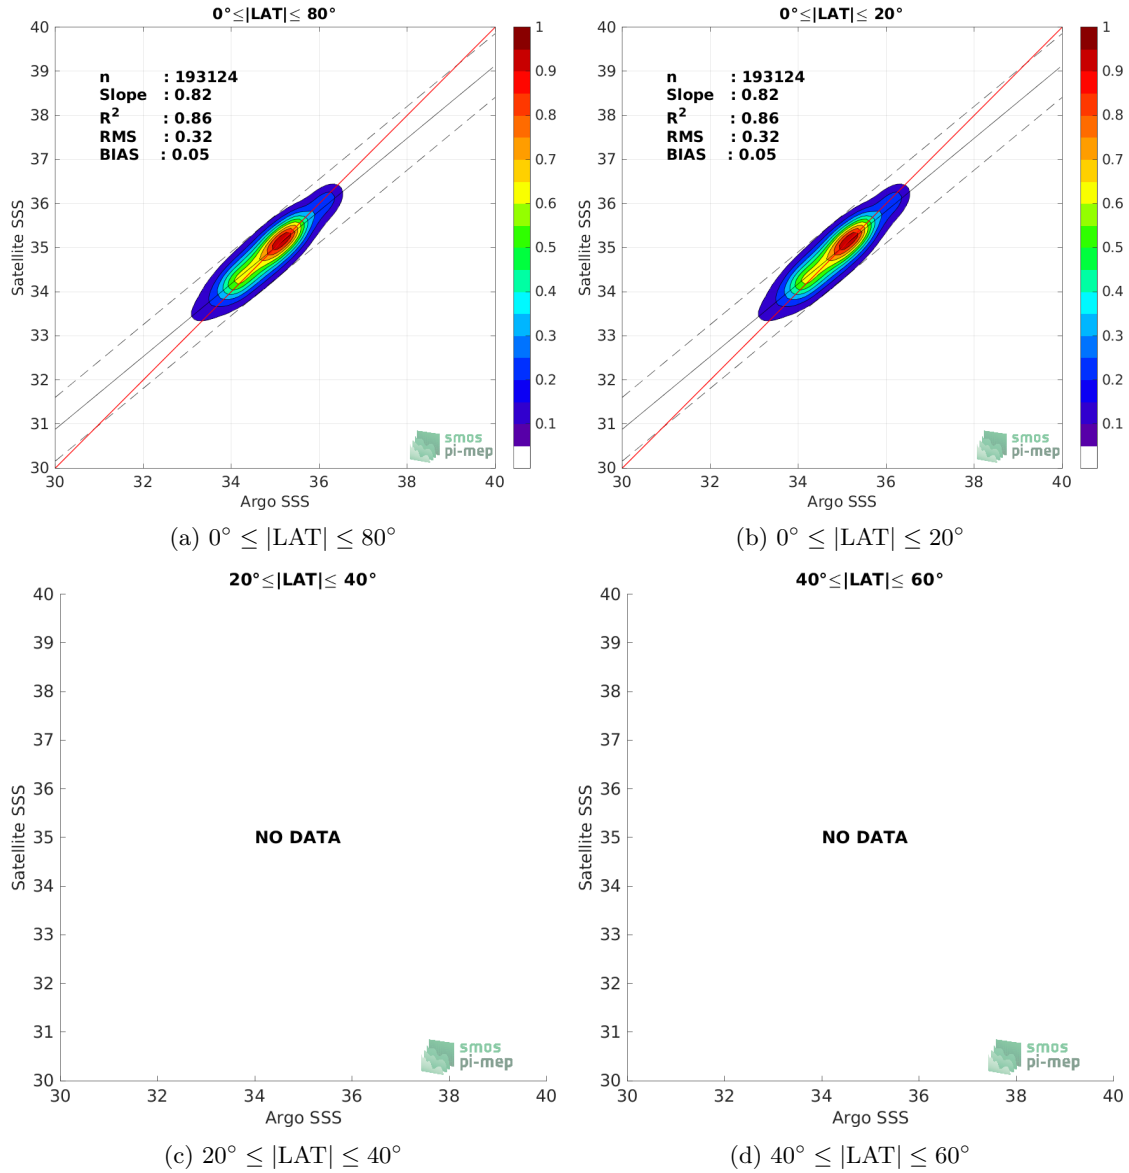 0°≤|LAT|≤ 80°
40
39
38
37
36
35
34
33
32
31
30
Satellite SSS
n : 193124
Slope : 0.82
R² : 0.86
RMS : 0.32
BIAS : 0.05
smos
pi-mep
30 32 34 36 38 40
Argo SSS
1
0.9
0.8
0.7
0.6
0.5
0.4
0.3
0.2
0.1
(a) 0° ≤ |LAT| ≤ 80°
0°≤|LAT|≤ 20°
40
39
38
37
36
35
34
33
32
31
30
Satellite SSS
n : 193124
Slope : 0.82
R² : 0.86
RMS : 0.32
BIAS : 0.05
smos
pi-mep
30 32 34 36 38 40
Argo SSS
1
0.9
0.8
0.7
0.6
0.5
0.4
0.3
0.2
0.1
(b) 0° ≤ |LAT| ≤ 20°
20°≤|LAT|≤ 40°
40
39
38
37
36
35
34
33
32
31
30
Satellite SSS
NO DATA
smos
pi-mep
30 32 34 36 38 40
Argo SSS
(c) 20° ≤ |LAT| ≤ 40°
40°≤|LAT|≤ 60°
40
39
38
37
36
35
34
33
32
31
30
Satellite SSS
NO DATA
smos
pi-mep
30 32 34 36 38 40
Argo SSS
(d) 40° ≤ |LAT| ≤ 60°